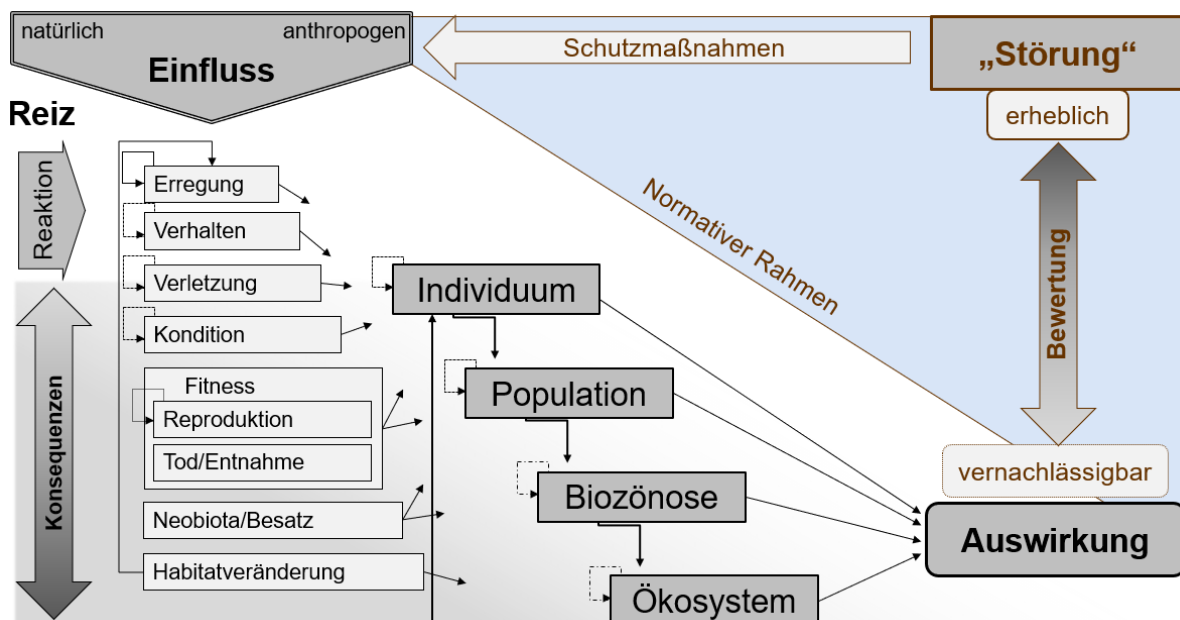 natürlich
anthropogen
Einfluss
Schutzmaßnahmen
„Störung“
erheblich
Reiz
Reaktion
Erregung
Verhalten
Verletzung
Kondition
Fitness
Reproduktion
Tod/Entnahme
Neobiota/Besatz
Habitatveränderung
Konsequenzen
Individuum
Population
Biozönose
Ökosystem
Normativer Rahmen
Bewertung
vernachlässigbar
Auswirkung